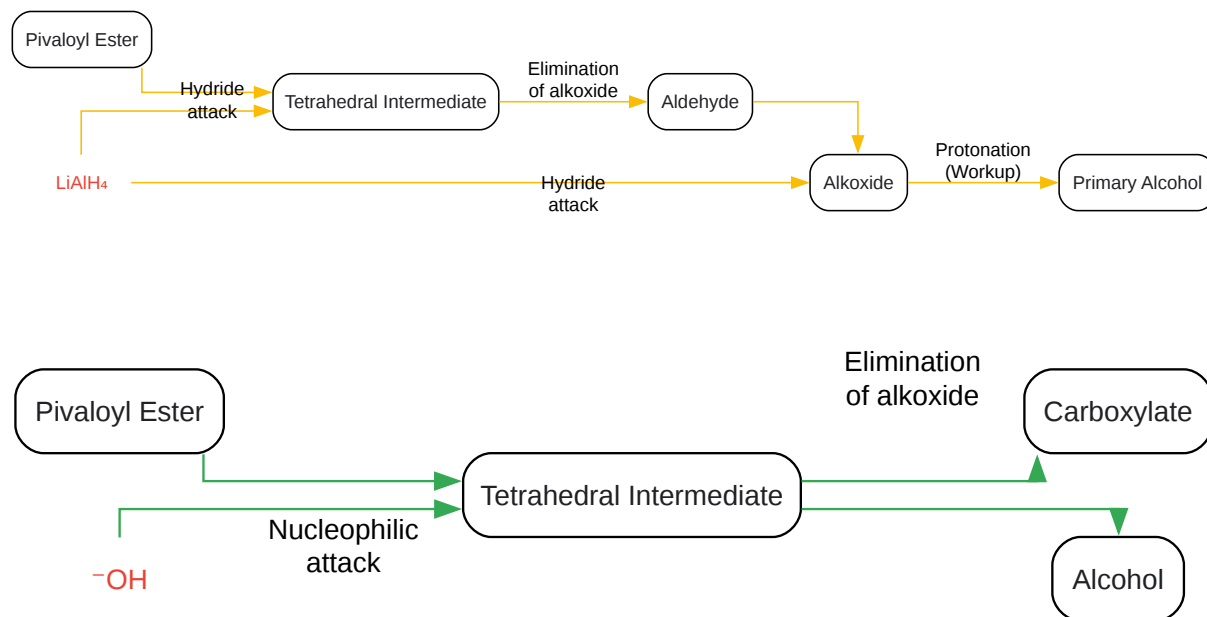 Pivaloyl Ester
Hydride
attack
Tetrahedral Intermediate
Elimination
of alkoxide
Aldehyde
LiAlH₄
Hydride
attack
Alkoxide
Protonation
(Workup)
Primary Alcohol
Pivaloyl Ester
⁻OH
Nucleophilic
attack
Tetrahedral Intermediate
Elimination
of alkoxide
Carboxylate
Alcohol